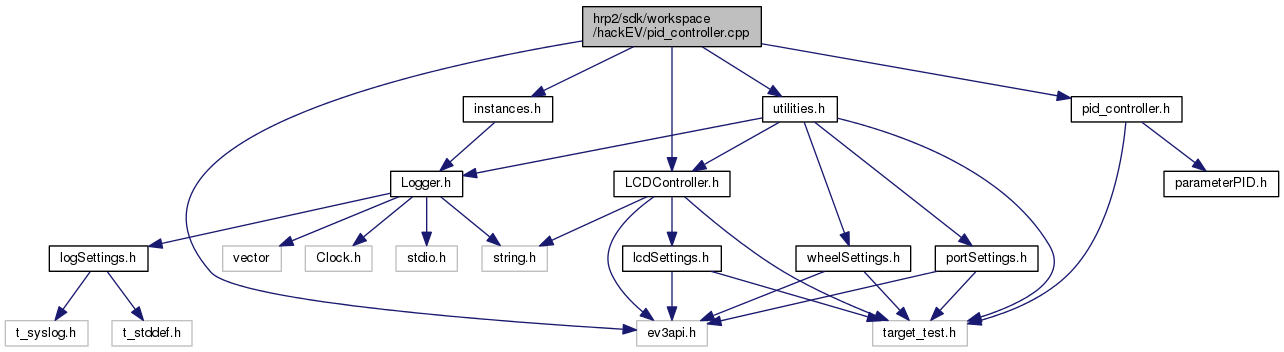 hrp2/sdk/workspace
/hackEV/pid_controller.cpp
instances.h
utilities.h
pid_controller.h
Logger.h
LCDController.h
parameterPID.h
logSettings.h
vector
Clock.h
stdio.h
string.h
lcdSettings.h
wheelSettings.h
portSettings.h
t_syslog.h
t_stddef.h
ev3api.h
target_test.h